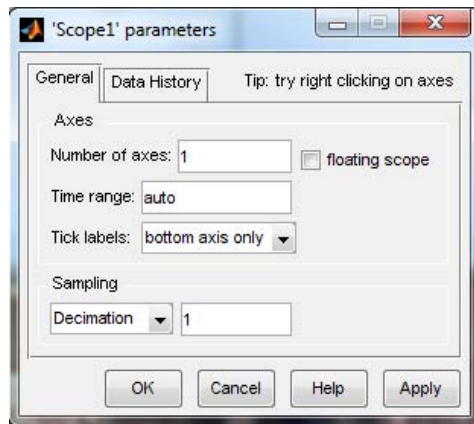 'Scope1' parameters
General Data History Tip: try right clicking on axes
Axes
Number of axes: 1 floating scope
Time range: auto
Tick labels: bottom axis only
Sampling
Decimation 1
OK Cancel Help Apply